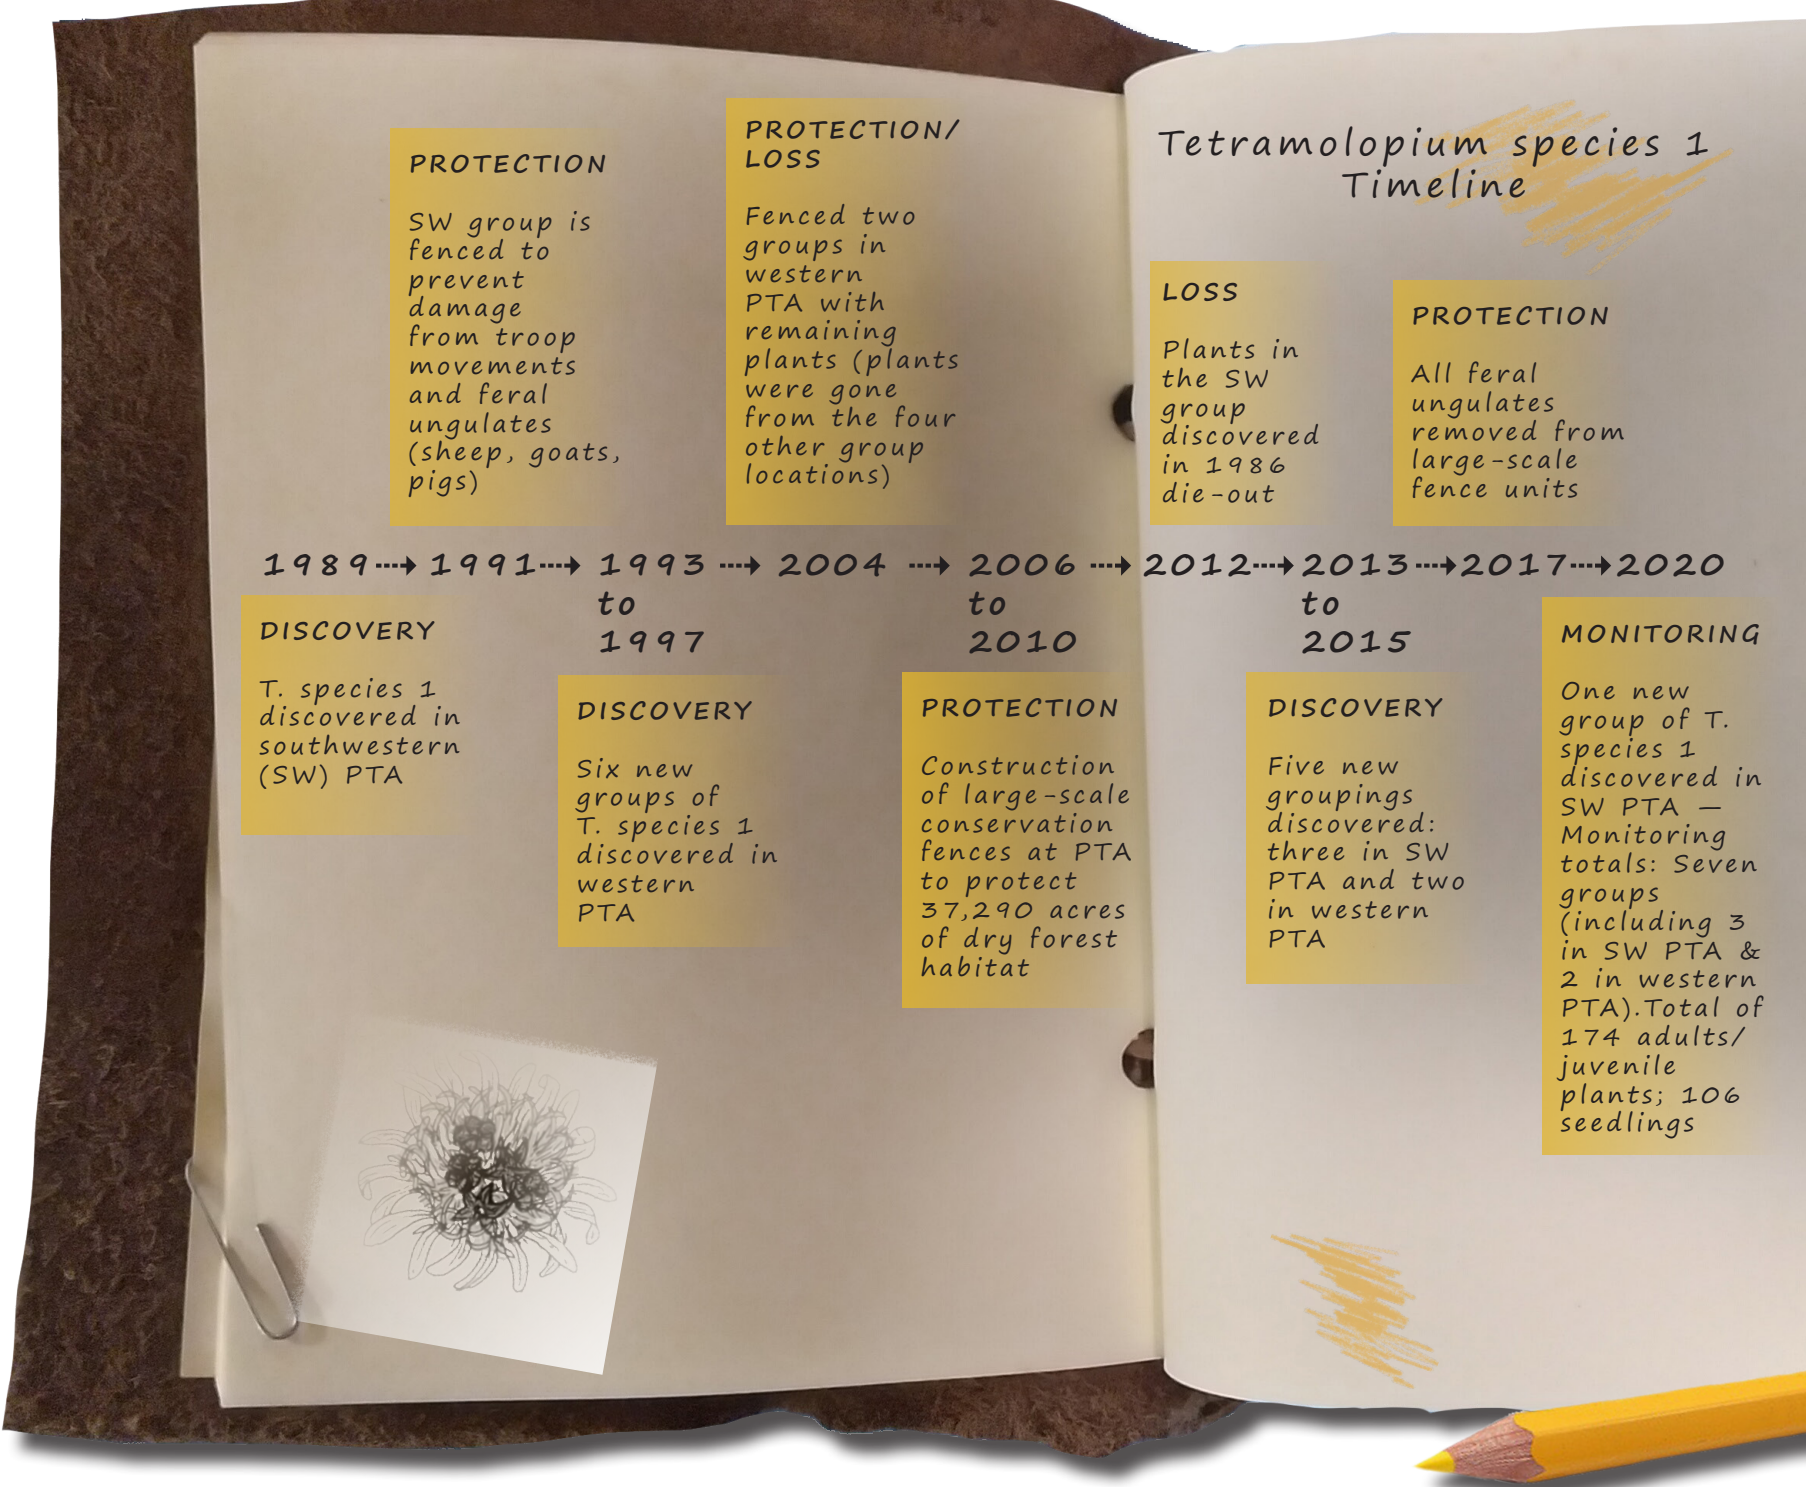 Tetramolopium species 1
Timeline
PROTECTION
SW group is
fenced to
prevent
damage
from troop
movements
and feral
ungulates
(sheep, goats,
pigs)
PROTECTION/
LOSS
Fenced two
groups in
western
PTA with
remaining
plants (plants
were gone
from the four
other group
locations)
LOSS
Plants in
the SW
group
discovered
in 1986
die-out
PROTECTION
All feral
ungulates
removed from
large-scale
fence units
1989 1991 1993 2004 2006 2012 2013 2017 2020
to to to
1997 2010 2015
DISCOVERY
T. species 1
discovered in
southwestern
(SW) PTA
DISCOVERY
Six new
groups of
T. species 1
discovered in
western
PTA
PROTECTION
Construction
of large-scale
conservation
fences at PTA
to protect
37,290 acres
of dry forest
habitat
DISCOVERY
Five new
groupings
discovered:
three in SW
PTA and two
in western
PTA
MONITORING
One new
group of T.
species 1
discovered in
SW PTA —
Monitoring
totals: Seven
groups
(including 3
in SW PTA &
2 in western
PTA).Total of
174 adults/
juvenile
plants; 106
seedlings